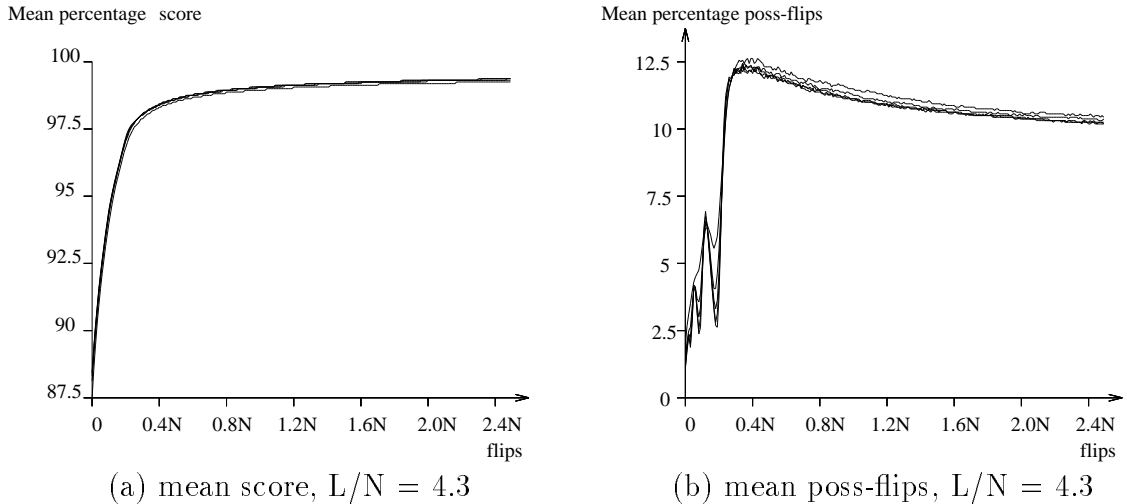 Mean percentage score
100
97.5
95
92.5
90
87.5
0 0.4N 0.8N 1.2N 1.6N 2.0N 2.4N
flips
(a) mean score, L/N = 4.3
Mean percentage poss-flips
12.5
10
7.5
5
2.5
0
0 0.4N 0.8N 1.2N 1.6N 2.0N 2.4N
flips
(b) mean poss-flips, L/N = 4.3